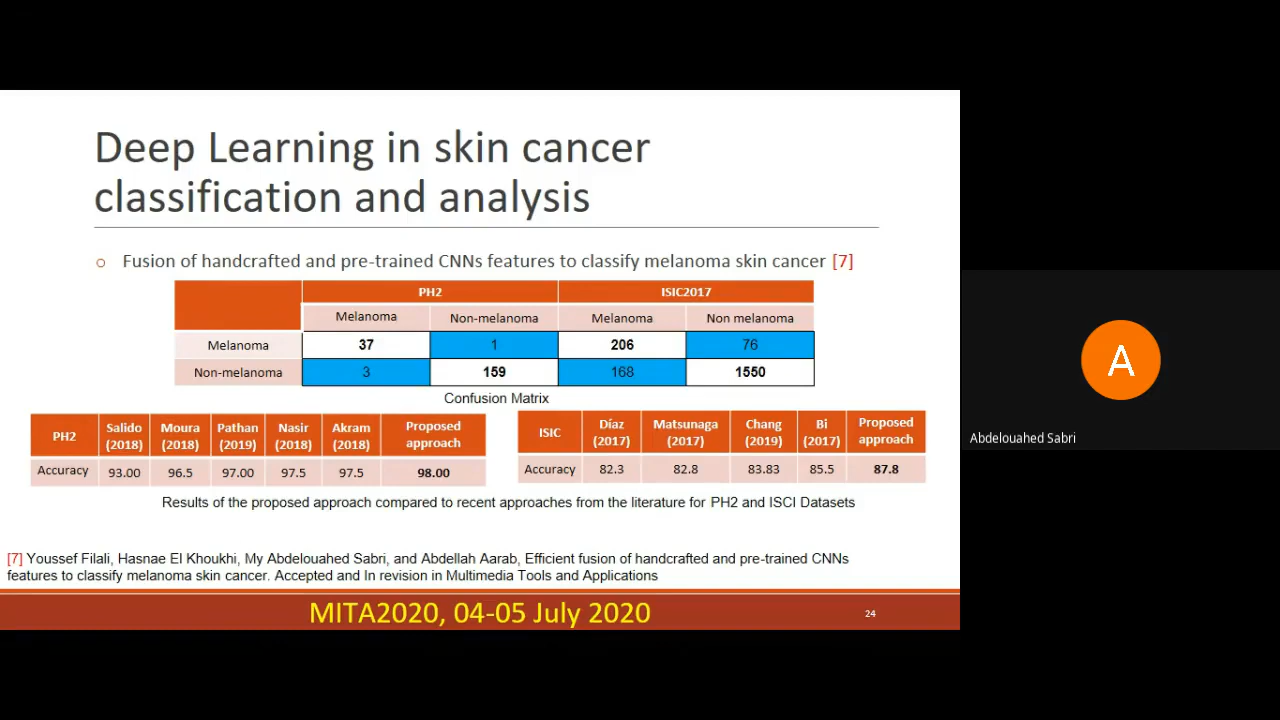 Deep Learning in skin cancer
classification and analysis
Fusion of handcrafted and pre-trained CNNs features to classify melanoma skin cancer [7]
PH2 ISIC2017
Melanoma Non-melanoma Melanoma Non melanoma
Melanoma 37 1 206 76
Non-melanoma 3 159 168 1550
Confusion Matrix
PH2 Salido (2018) Moura (2018) Pathan (2019) Nasir (2018) Akram (2018) Proposed approach
Accuracy 93.00 96.5 97.00 97.5 97.5 98.00
ISIC Díaz (2017) Matsunaga (2017) Chang (2019) Bi (2017) Proposed approach
Accuracy 82.3 82.8 83.83 85.5 87.8
Results of the proposed approach compared to recent approaches from the literature for PH2 and ISCI Datasets
[7] Youssef Filali, Hasnae El Khoukhi, My Abdelouahed Sabri, and Abdellah Aarab, Efficient fusion of handcrafted and pre-trained CNNs
features to classify melanoma skin cancer. Accepted and In revision in Multimedia Tools and Applications
MITA2020, 04-05 July 2020
24
A
Abdelouahed Sabri